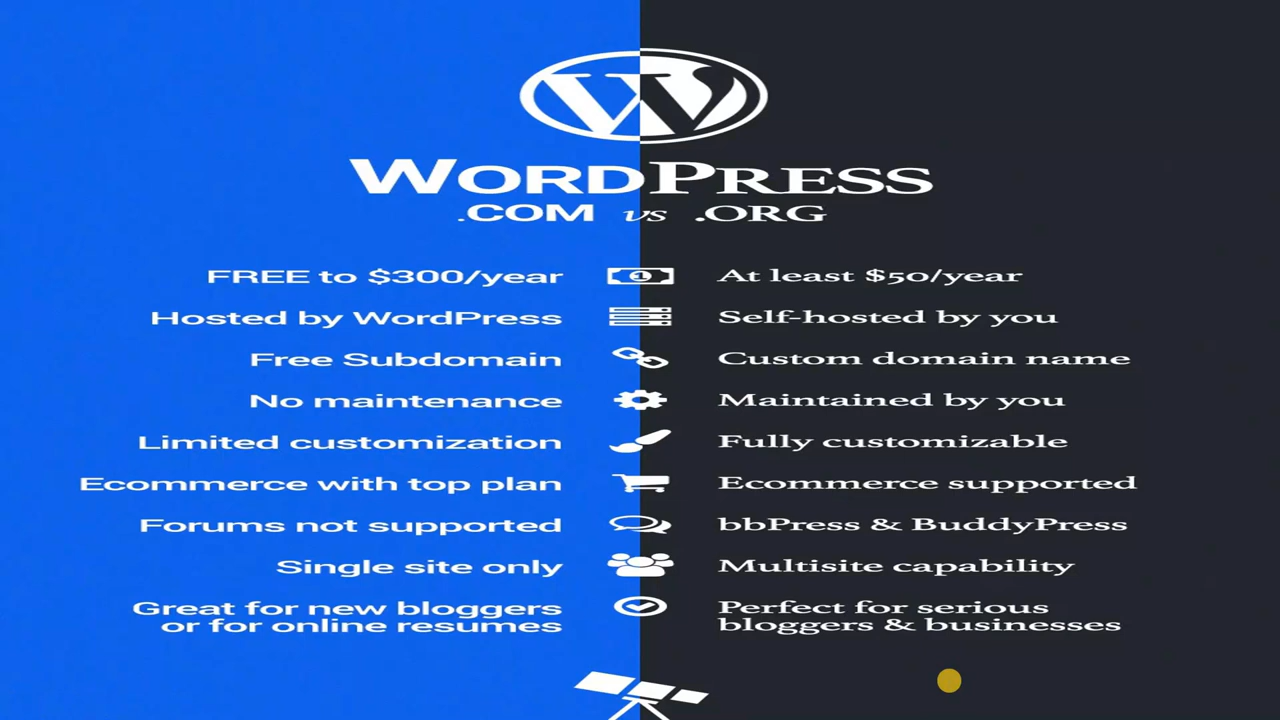 WORDPRESS
.COM vs .ORG
FREE to $300/year
At least $50/year
Hosted by WordPress
Self-hosted by you
Free Subdomain
Custom domain name
No maintenance
Maintained by you
Limited customization
Fully customizable
Ecommerce with top plan
Ecommerce supported
Forums not supported
bbPress & BuddyPress
Single site only
Multisite capability
Great for new bloggers
or for online resumes
Perfect for serious
bloggers & businesses